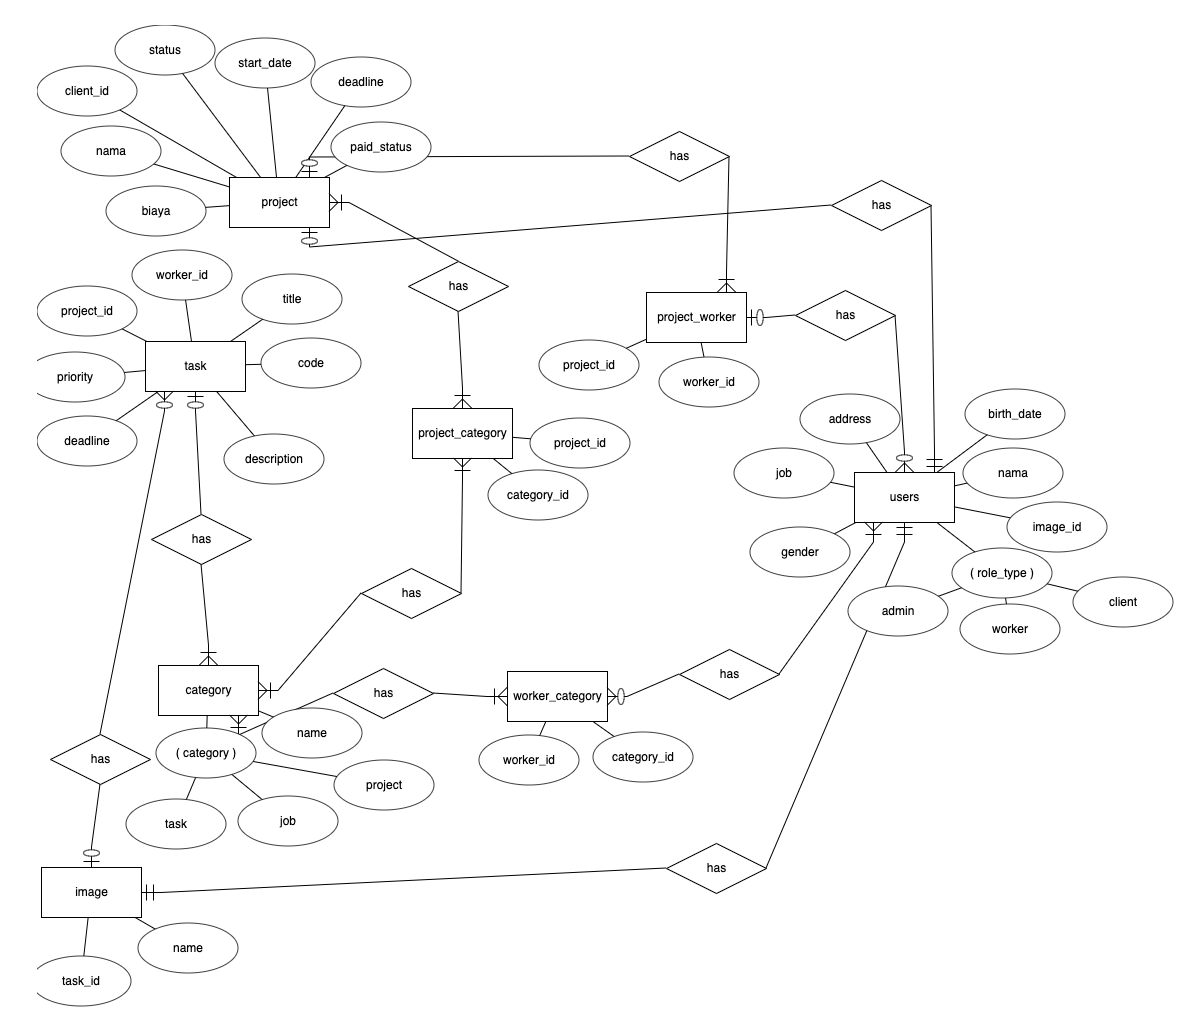 status
start_date
deadline
client_id
nama
paid_status
has
biaya
project
has
worker_id
title
project_id
has
task
code
priority
project_worker
has
project_id
worker_id
deadline
description
project_category
project_id
category_id
address
birth_date
job
nama
users
image_id
gender
( role_type )
admin
worker
client
has
has
category
has
worker_category
has
name
( category )
worker_id
category_id
project
task
job
has
image
has
name
task_id